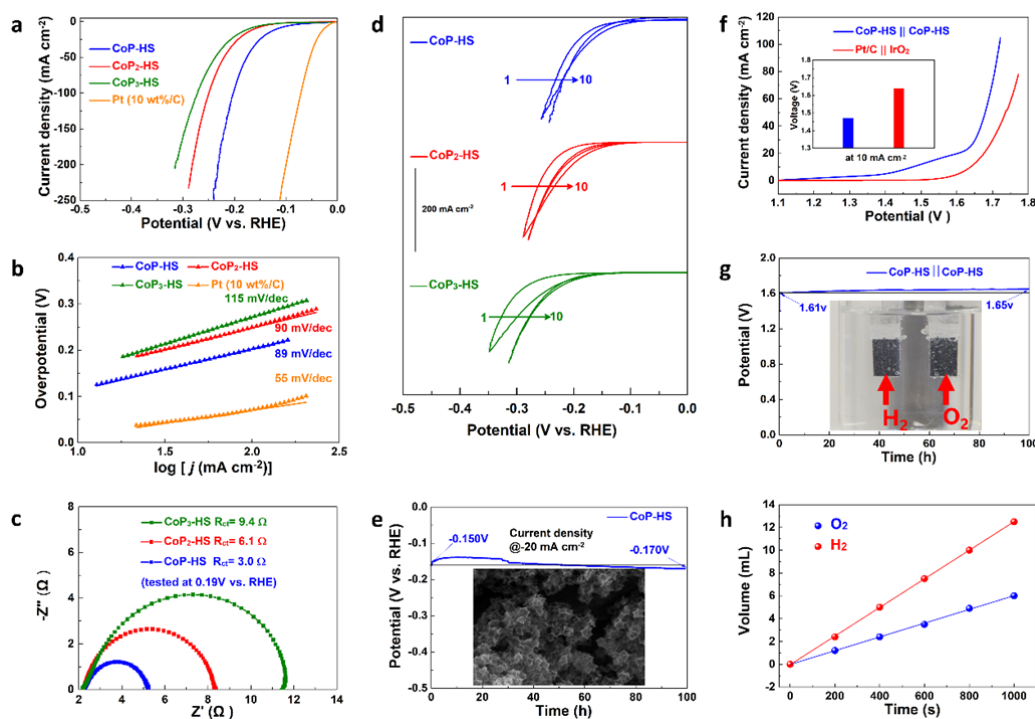 a
Current density (mA cm⁻²)
0
-50
-100
-150
-200
-250
CoP-HS
CoP₂-HS
CoP₃-HS
Pt (10 wt%/C)
-0.5 -0.4 -0.3 -0.2 -0.1 0.0
Potential (V vs. RHE)
b
Overpotential (V)
0.4
0.3
0.2
0.1
0.0
CoP-HS CoP₂-HS
CoP₃-HS Pt (10 wt%/C)
115 mV/dec
90 mV/dec
89 mV/dec
55 mV/dec
1.0 1.5 2.0 2.5
log [ j (mA cm⁻²)]
c
-Z'' (Ω)
8
6
4
2
0
CoP₃-HS Rct= 9.4 Ω
CoP₂-HS Rct= 6.1 Ω
CoP-HS Rct= 3.0 Ω
(tested at 0.19V vs. RHE)
2 4 6 8 10 12 14 16
Z' (Ω)
d
CoP-HS
1 10
CoP₂-HS
1 10
200 mA cm⁻²
CoP₃-HS
1 10
-0.5 -0.4 -0.3 -0.2 -0.1 0.0
Potential (V vs. RHE)
e
Potential (V vs. RHE)
0.0
-0.1
-0.2
-0.3
-0.4
-0.5
CoP-HS
-0.150V
Current density
@-20 mA cm⁻²
-0.170V
0 20 40 60 80 100
Time (h)
f
Current density (mA cm⁻²)
120
100
80
60
40
20
0
-20
CoP-HS || CoP-HS
Pt/C || IrO₂
Voltage (V)
1.8
1.7
1.6
1.5
1.4
1.3
at 10 mA cm⁻²
1.1 1.2 1.3 1.4 1.5 1.6 1.7 1.8
Potential (V )
g
Potential (V)
2.0
1.6
1.2
0.8
0.4
0.0
CoP-HS || CoP-HS
1.61v
1.65v
H₂ O₂
0 20 40 60 80 100
Time (h)
h
Volume (mL)
12
10
8
6
4
2
0
-2
O₂
H₂
0 200 400 600 800 1000
Time (s)